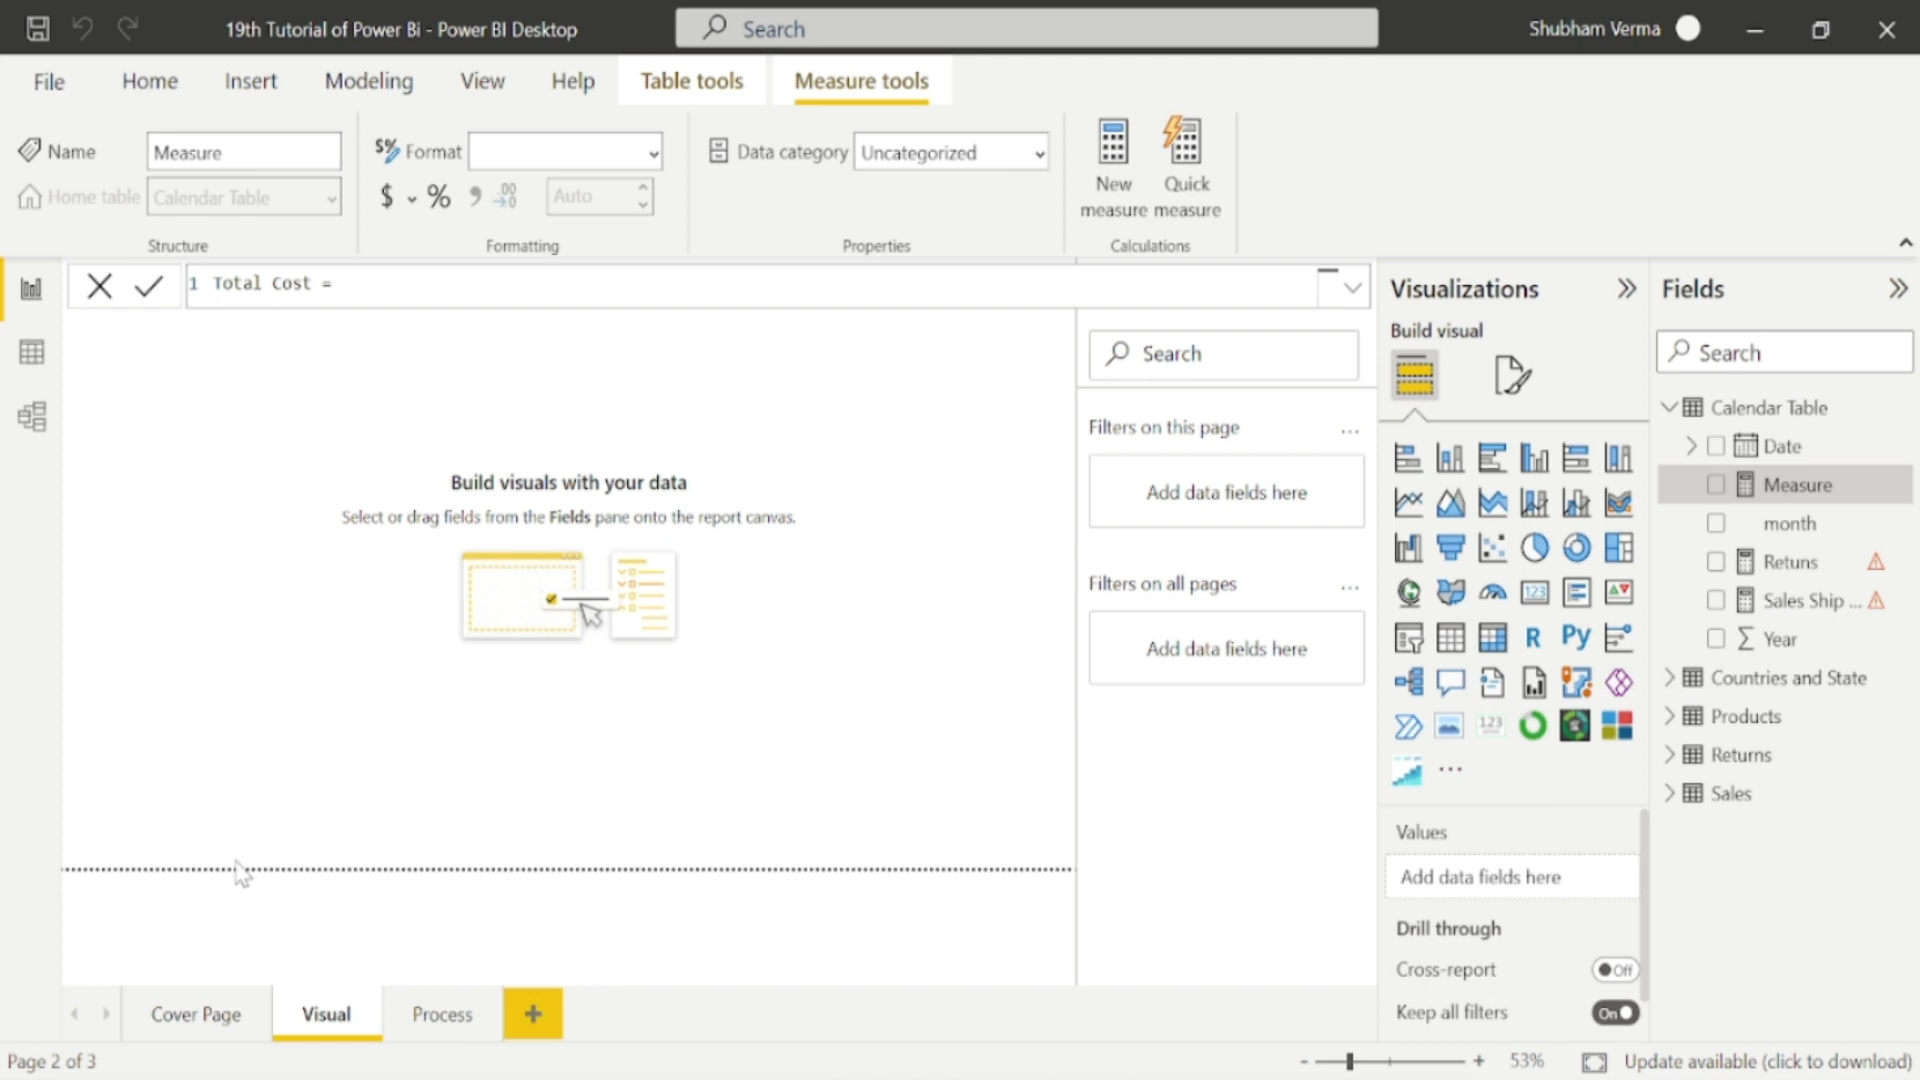 19th Tutorial of Power Bi - Power BI Desktop
Search
Shubham Verma
File
Home
Insert
Modeling
View
Help
Table tools
Measure tools
Name
Measure
Home table
Calendar Table
Structure
$% Format
$ % 9 .00
Auto
Formatting
Data category
Uncategorized
Properties
New measure
Quick measure
Calculations
1 Total Cost =
Build visuals with your data
Select or drag fields from the Fields pane onto the report canvas.
Search
Filters on this page
...
Add data fields here
Filters on all pages
...
Add data fields here
Visualizations
Build visual
123
R
Py
123
...
Values
Add data fields here
Drill through
Cross-report
Off
Keep all filters
On
Fields
Search
Calendar Table
Date
Measure
month
Retuns
Sales Ship ...
Σ Year
Countries and State
Products
Returns
Sales
Cover Page
Visual
Process
+
Page 2 of 3
- + 53%
Update available (click to download)